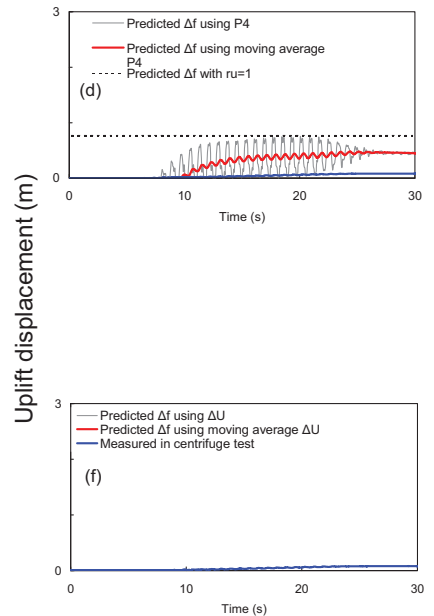 Uplift displacement (m)
3
Predicted Δf using P4
Predicted Δf using moving average
P4
Predicted Δf with ru=1
(d)
0
0 10 20 30
Time (s)
3
Predicted Δf using ΔU
Predicted Δf using moving average ΔU
Measured in centrifuge test
(f)
0
0 10 20 30
Time (s)